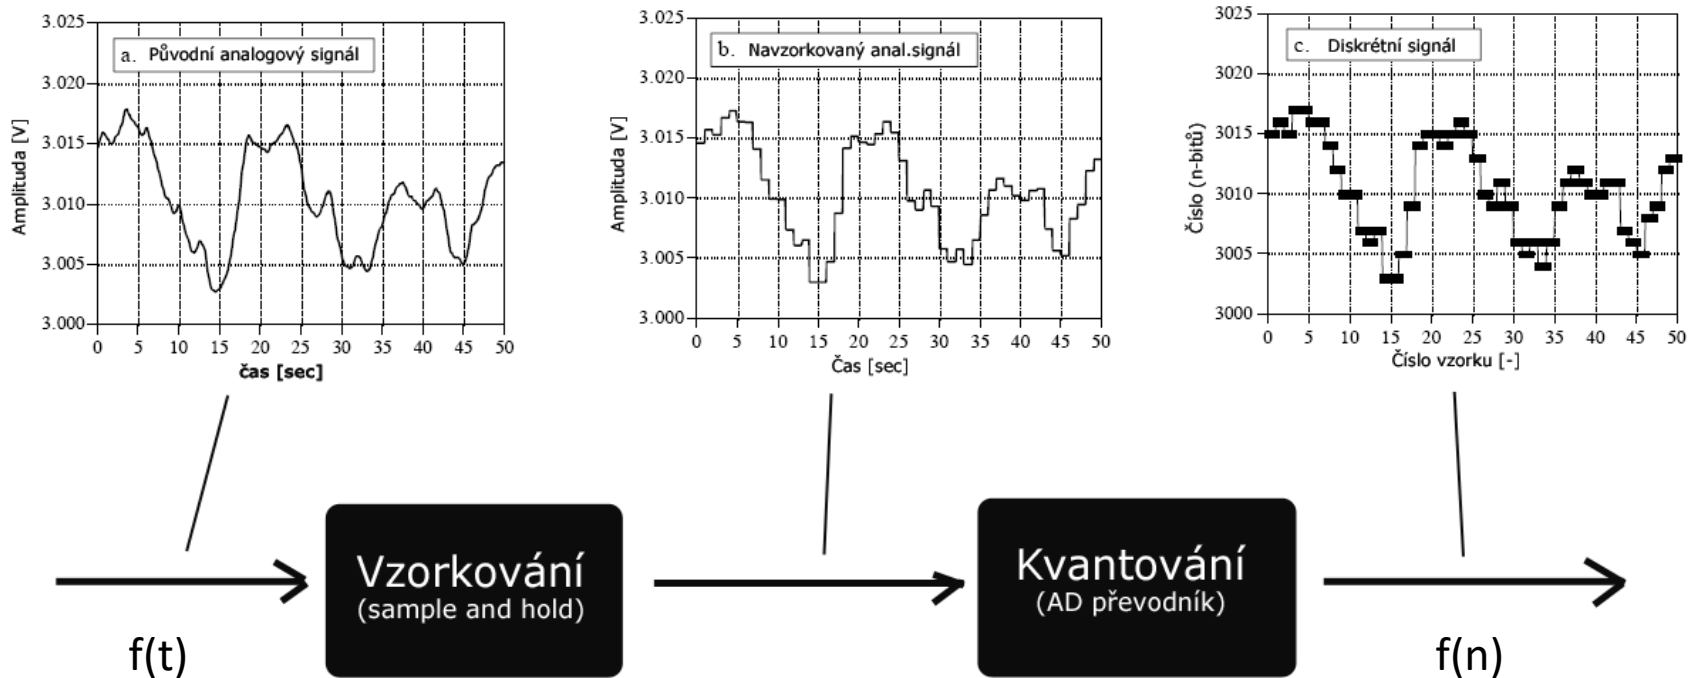 a. Původní analogový signál
Amplituda [V]
3.025
3.020
3.015
3.010
3.005
3.000
0 5 10 15 20 25 30 35 40 45 50
čas [sec]
b. Navzorkovaný anal.signál
Amplituda [V]
3.025
3.020
3.015
3.010
3.005
3.000
0 5 10 15 20 25 30 35 40 45 50
Čas [sec]
c. Diskrétní signál
Číslo (n-bitů)
3025
3020
3015
3010
3005
3000
0 5 10 15 20 25 30 35 40 45 50
Číslo vzorku [-]
f(t)
Vzorkování
(sample and hold)
Kvantování
(AD převodník)
f(n)